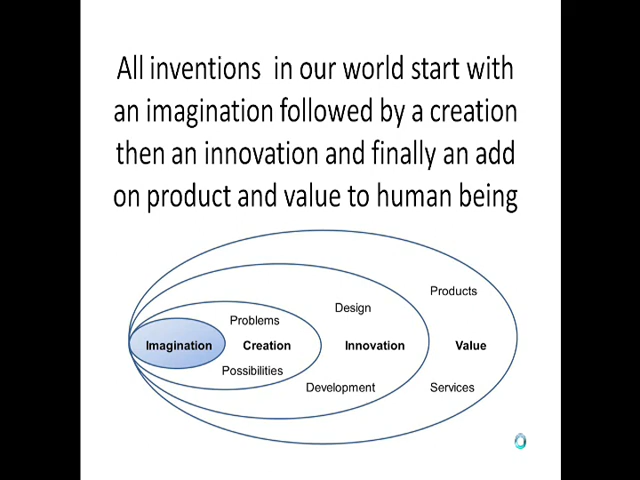 All inventions  in our world start with
an imagination followed by a creation
then an innovation and finally an add
on product and value to human being
Products
Design
Problems
Imagination Creation Innovation Value
Possibilities
Development Services